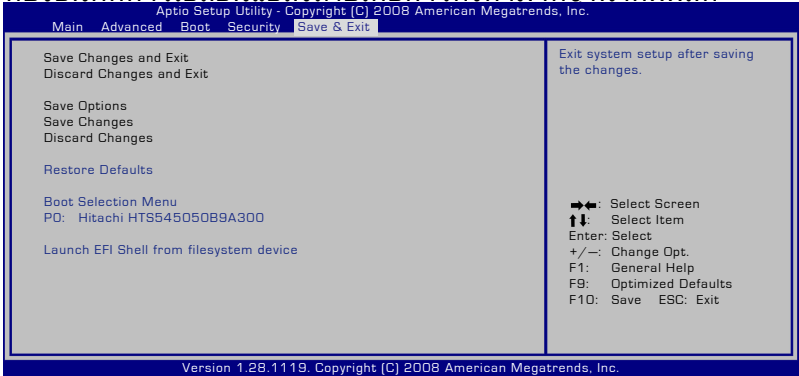 Aptio Setup Utility - Copyright (C) 2008 American Megatrends, Inc.
Main Advanced Boot Security Save & Exit
Save Changes and Exit
Discard Changes and Exit
Save Options
Save Changes
Discard Changes
Restore Defaults
Boot Selection Menu
P0: Hitachi HTS545050B9A300
Launch EFI Shell from filesystem device
Exit system setup after saving
the changes.
→←: Select Screen
↑↓: Select Item
Enter: Select
+/—: Change Opt.
F1: General Help
F9: Optimized Defaults
F10: Save ESC: Exit
Version 1.28.1119. Copyright (C) 2008 American Megatrends, Inc.